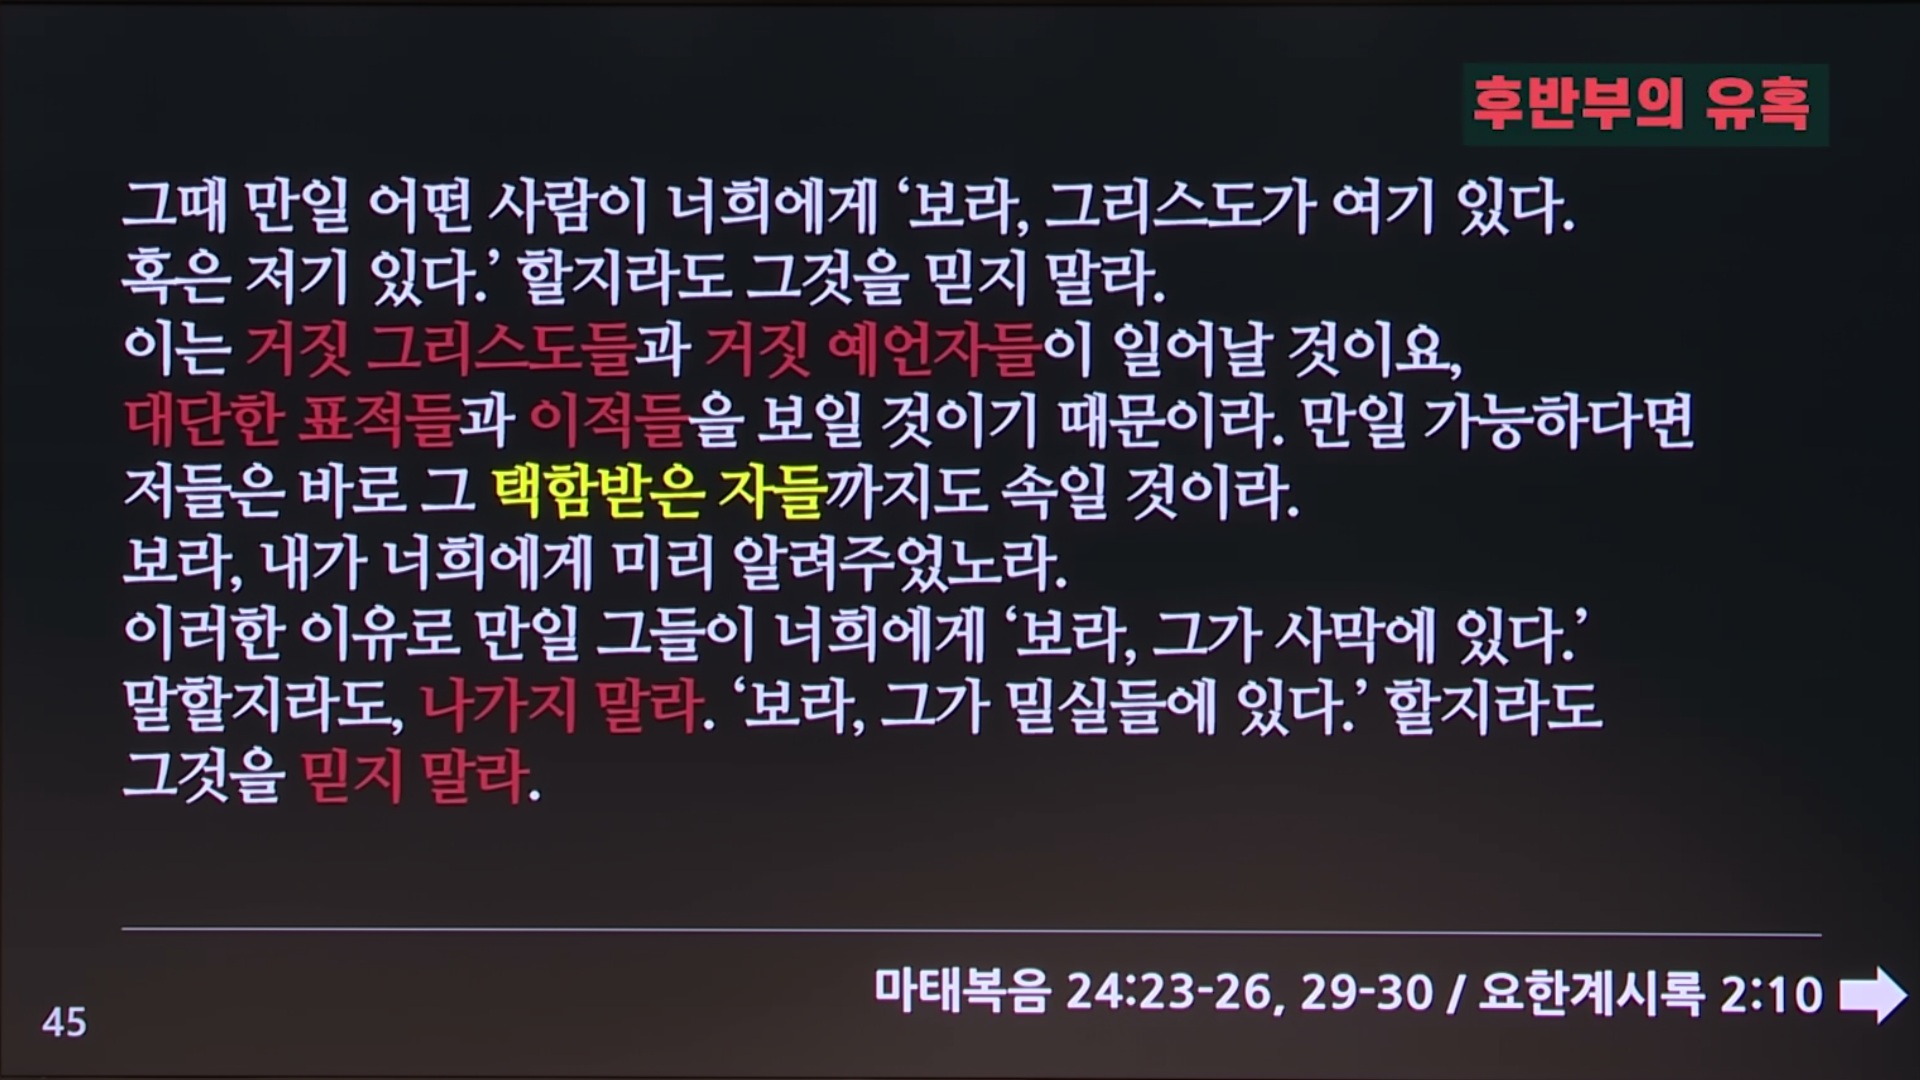 후반부의 유혹
그때 만일 어떤 사람이 너희에게 ‘보라, 그리스도가 여기 있다.
혹은 저기 있다.’ 할지라도 그것을 믿지 말라.
이는 거짓 그리스도들과 거짓 예언자들이 일어날 것이요,
대단한 표적들과 이적들을 보일 것이기 때문이라. 만일 가능하다면
저들은 바로 그 택함받은 자들까지도 속일 것이라.
보라, 내가 너희에게 미리 알려주었노라.
이러한 이유로 만일 그들이 너희에게 ‘보라, 그가 사막에 있다.’
말할지라도, 나가지 말라. ‘보라, 그가 밀실들에 있다.’ 할지라도
그것을 믿지 말라.
마태복음 24:23-26, 29-30 / 요한계시록 2:10
45